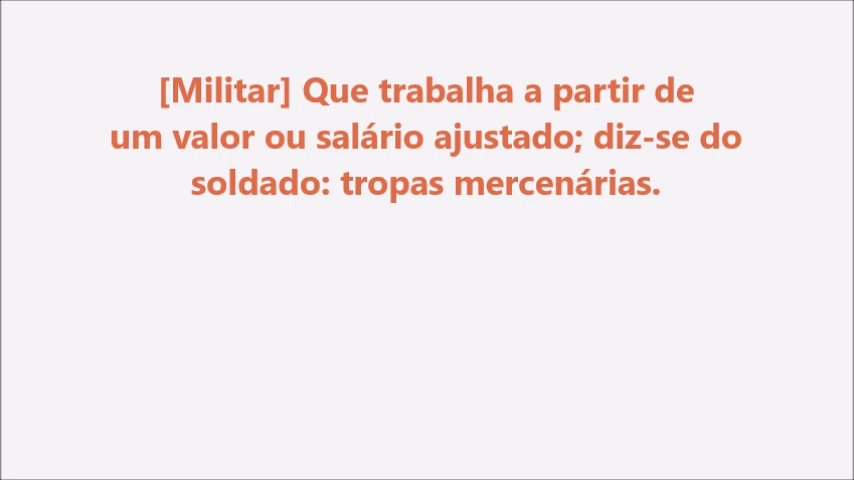 [Militar] Que trabalha a partir de
um valor ou salário ajustado; diz-se do
soldado: tropas mercenárias.